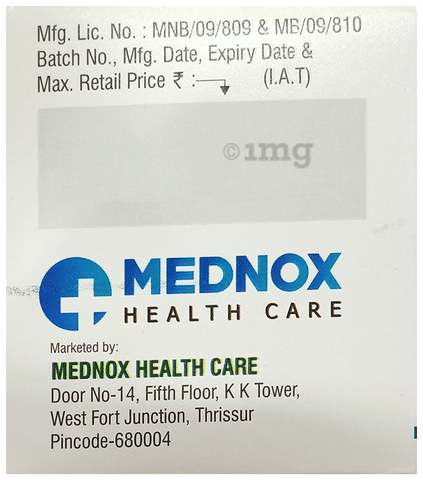 Mfg. Lic. No. : MNB/09/809 & MB/09/810
Batch No., Mfg. Date, Expiry Date &
Max. Retail Price ₹ : (I.A.T)
©1mg
MEDNOX
HEALTH CARE
Marketed by:
MEDNOX HEALTH CARE
Door No-14, Fifth Floor, K K Tower,
West Fort Junction, Thrissur
Pincode-680004